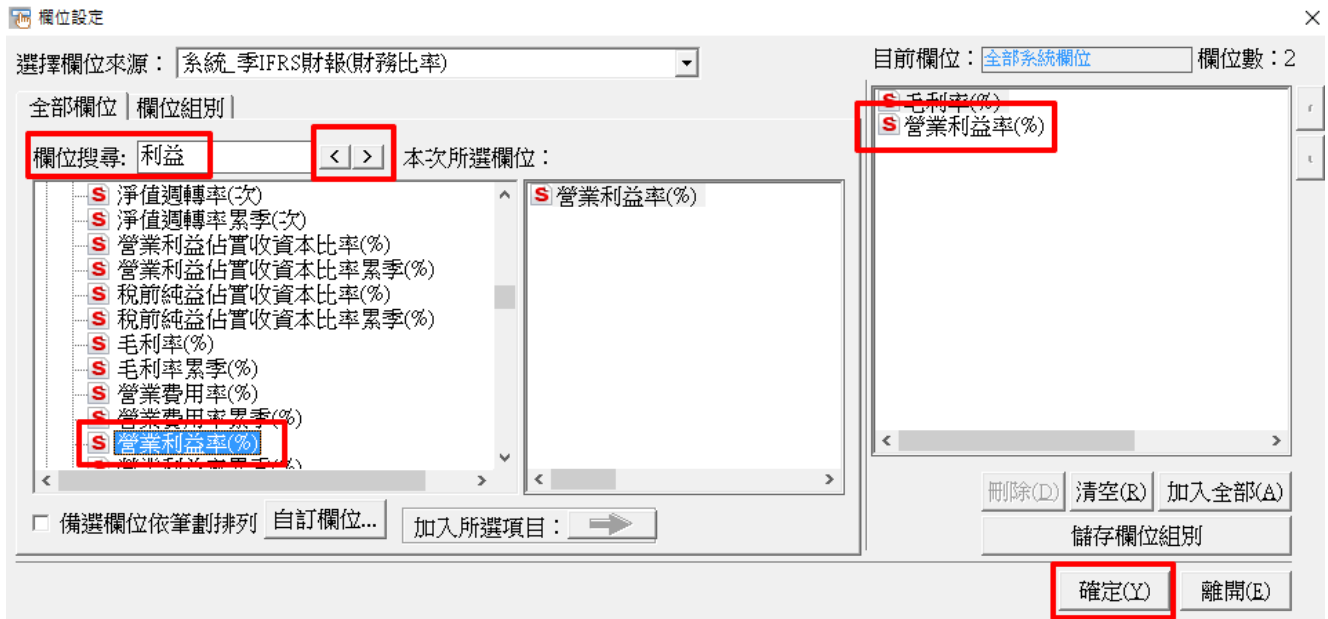 欄位設定
選擇欄位來源： 系統_季IFRS財報(財務比率)
目前欄位： 全部系統欄位 欄位數：2
全部欄位 欄位組別
欄位搜尋: 利益 < > 本次所選欄位：
淨值週轉率(次)
淨值週轉率累季(次)
營業利益佔實收資本比率(%)
營業利益佔實收資本比率累季(%)
稅前純益佔實收資本比率(%)
稅前純益佔實收資本比率累季(%)
毛利率(%)
毛利率累季(%)
營業費用率(%)
營業費用率累季(%)
營業利益率(%)
營業利益率累季(%)
營業利益率(%)
毛利率(%)
營業利益率(%)
備選欄位依筆劃排列 自訂欄位... 加入所選項目：
刪除(D) 清空(R) 加入全部(A)
儲存欄位組別
確定(Y) 離開(E)